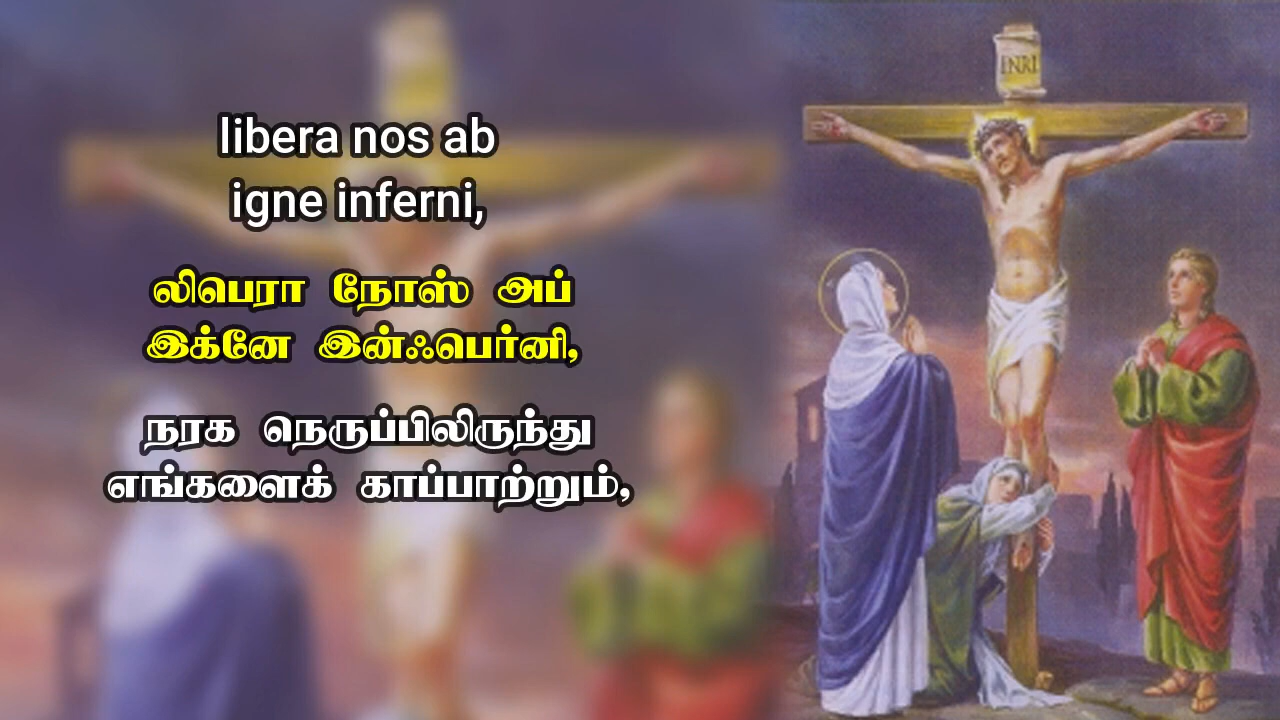 libera nos ab
igne inferni,
லிபெரா நோஸ் அப்
இக்னே இன்ஃபெர்னி,
நரக நெருப்பிலிருந்து
எங்களைக் காப்பாற்றும்,
INRI